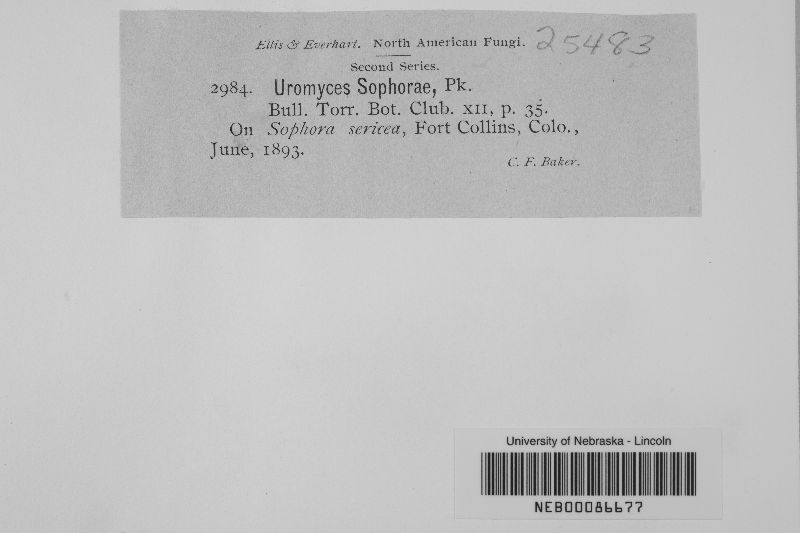 Ellis & Everhart. North American Fungi. 25483
Second Series.
2984. Uromyces Sophorae, Pk.
Bull. Torr. Bot. Club. XII, p. 35.
On Sophora sericea, Fort Collins, Colo.,
June, 1893.
C. F. Baker.
University of Nebraska - Lincoln
NEB00086677